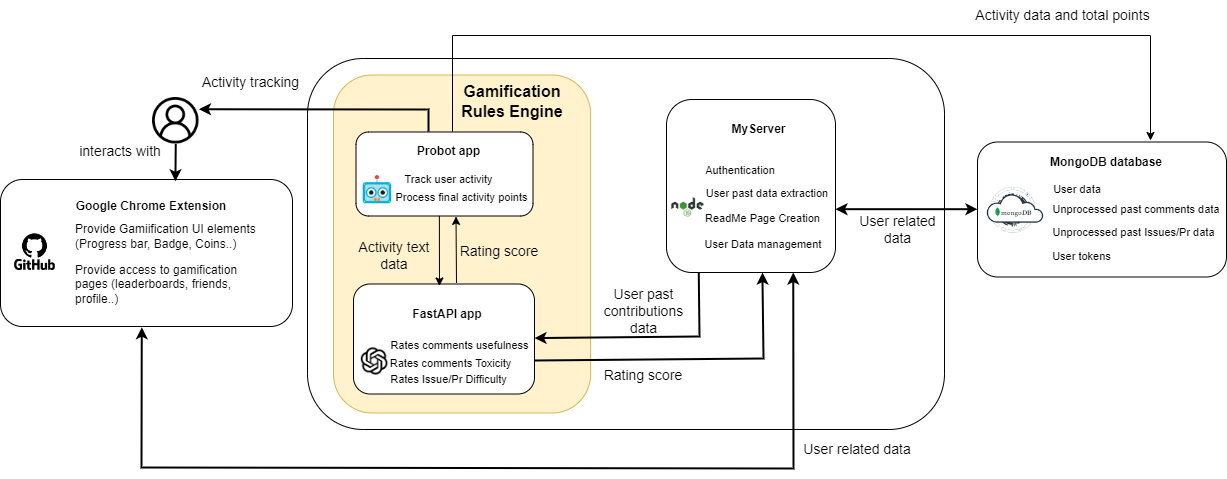 Activity data and total points
Activity tracking
interacts with
Gamification
Rules Engine
Probot app
Track user activity
Process final activity points
Activity text
data
Rating score
FastAPI app
Rates comments usefulness
Rates comments Toxicity
Rates Issue/Pr Difficulty
Google Chrome Extension
Provide Gamiification UI elements
(Progress bar, Badge, Coins..)
Provide access to gamification
pages (leaderboards, friends,
profile..)
GitHub
My Server
Authentication
User past data extraction
ReadMe Page Creation
User Data management
node
JS
User past
contributions
data
Rating score
User related
data
MongoDB database
User data
Unprocessed past comments data
Unprocessed past Issues/Pr data
User tokens
mongoDB
User related data